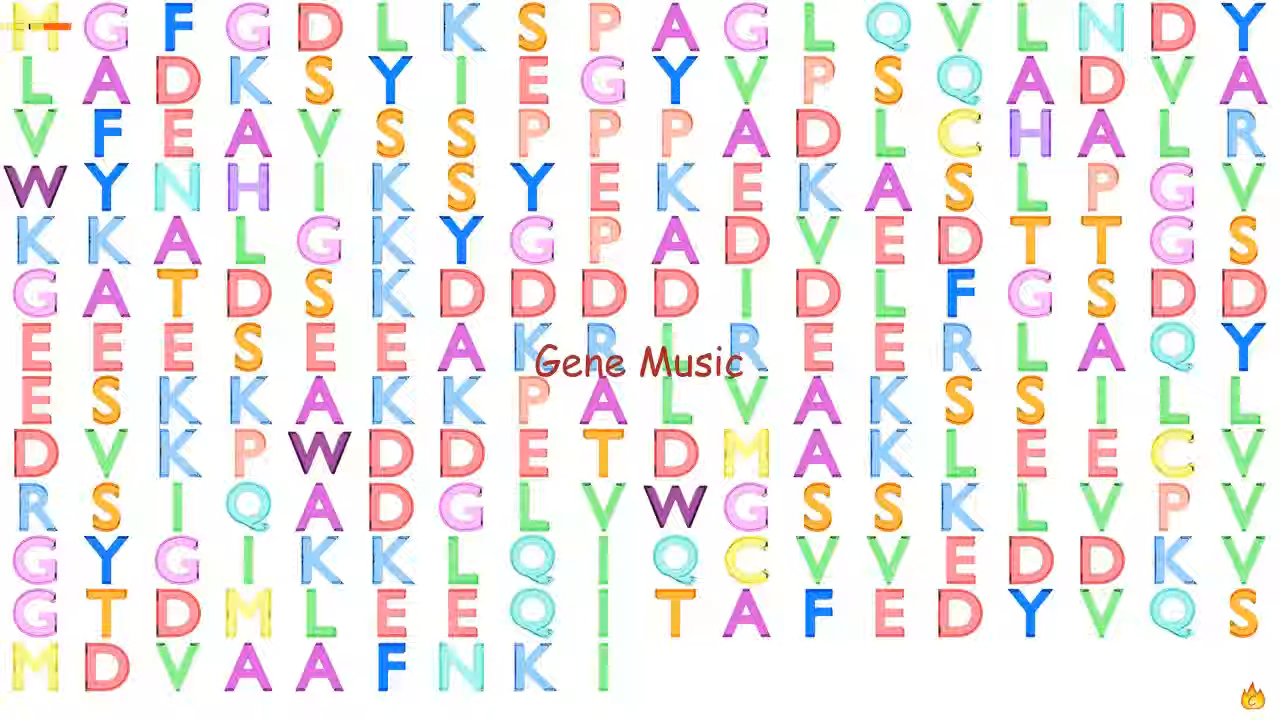 M G F G D L K S P A G L Q V L N D Y
L A D K S Y I E G Y V P S Q A D V A
V F E A V S S P P P A D L C H A L R
W Y N H I K S Y E K E K A S L P G V
K K A L G K Y G P A D V E D T T G S
G A T D S K D D D D I D L F G S D D
E E E S E E A K R L R E E R L A Q Y
Gene Music
E S K K A K K P A L V A K S S I L L
D V K P W D D E T D M A K L E E C V
R S I Q A D G L V W G S S K L V P V
G Y G I K K L Q I Q C V V E D D K V
G T D M L E E Q I T A F E D Y V Q S
M D V A A F N K I